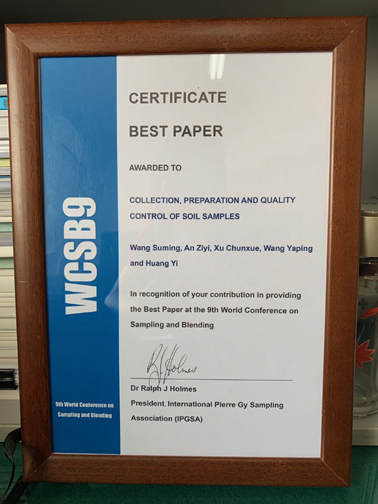 WCSB9
9th World Conference on
Sampling and Blending
CERTIFICATE
BEST PAPER
AWARDED TO
COLLECTION, PREPARATION AND QUALITY
CONTROL OF SOIL SAMPLES
Wang Suming, An Ziyi, Xu Chunxue, Wang Yaping
and Huang Yi
In recognition of your contribution in providing
the Best Paper at the 9th World Conference on
Sampling and Blending
R J Holmes
Dr Ralph J Holmes
President, International Pierre Gy Sampling
Association (IPGSA)